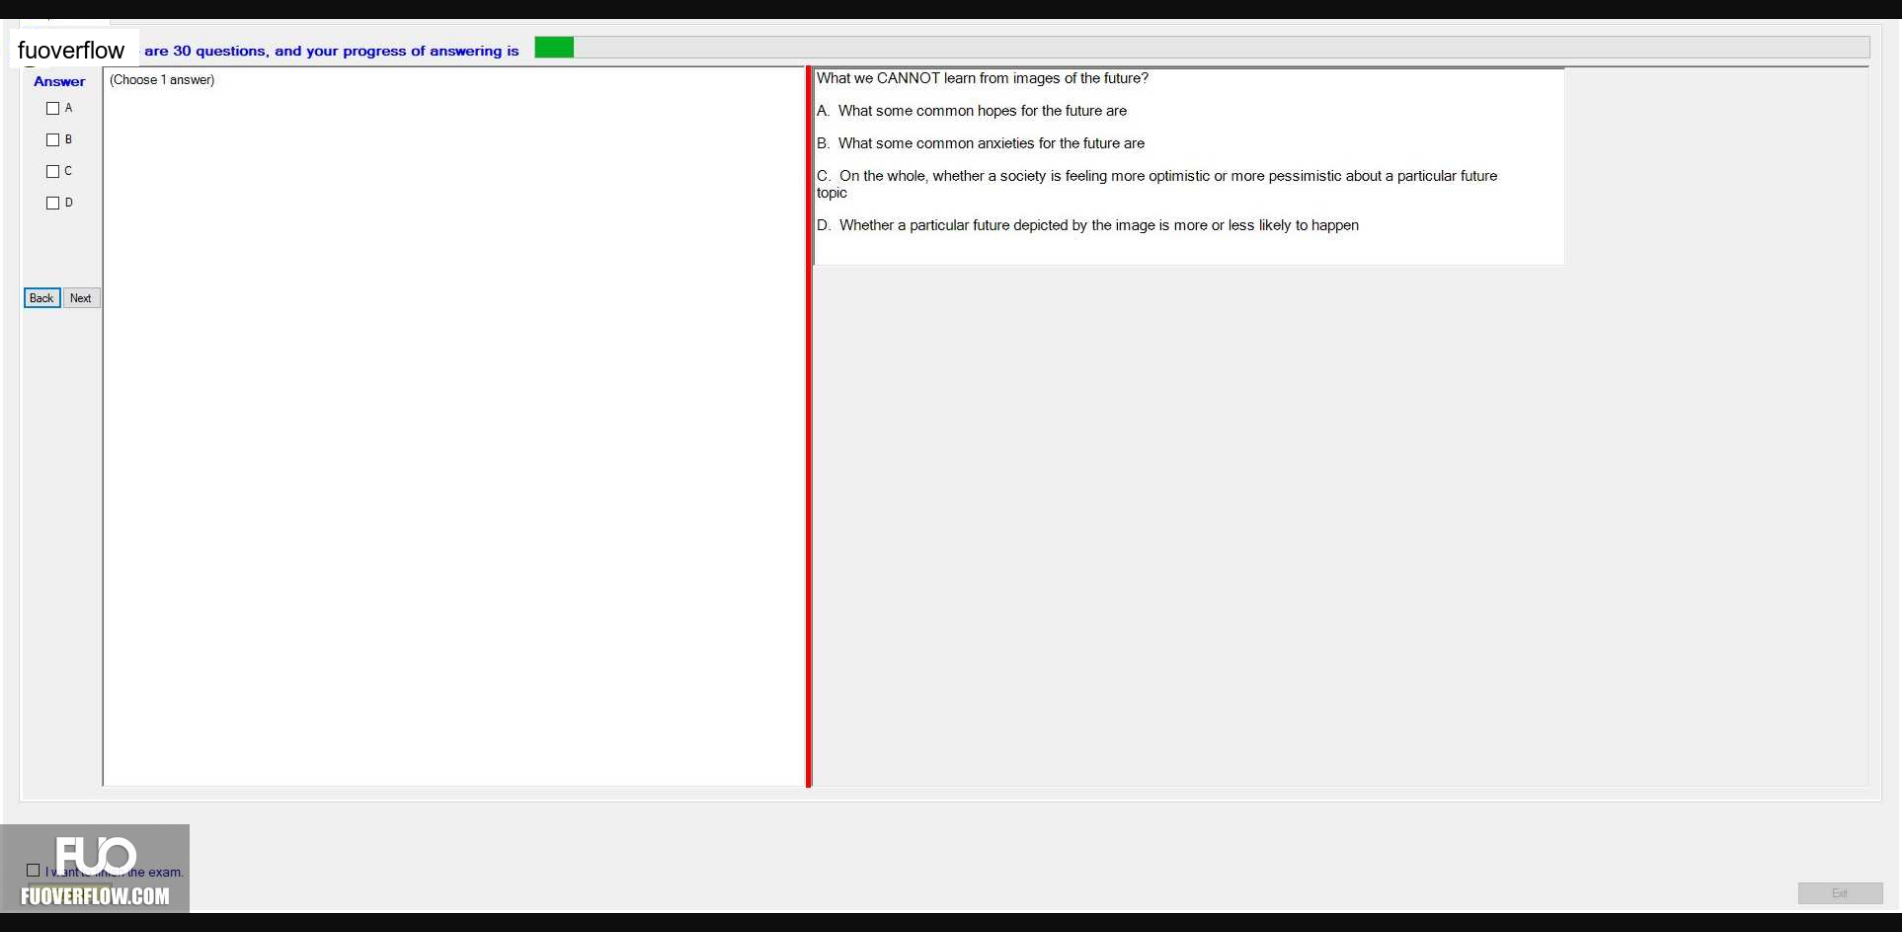 fuoverflow are 30 questions, and your progress of answering is
Answer
(Choose 1 answer)
A
B
C
D
Back Next
What we CANNOT learn from images of the future?
A. What some common hopes for the future are
B. What some common anxieties for the future are
C. On the whole, whether a society is feeling more optimistic or more pessimistic about a particular future
topic
D. Whether a particular future depicted by the image is more or less likely to happen
FUO
I want to finish the exam.
FUOVERFLOW.COM
Exit